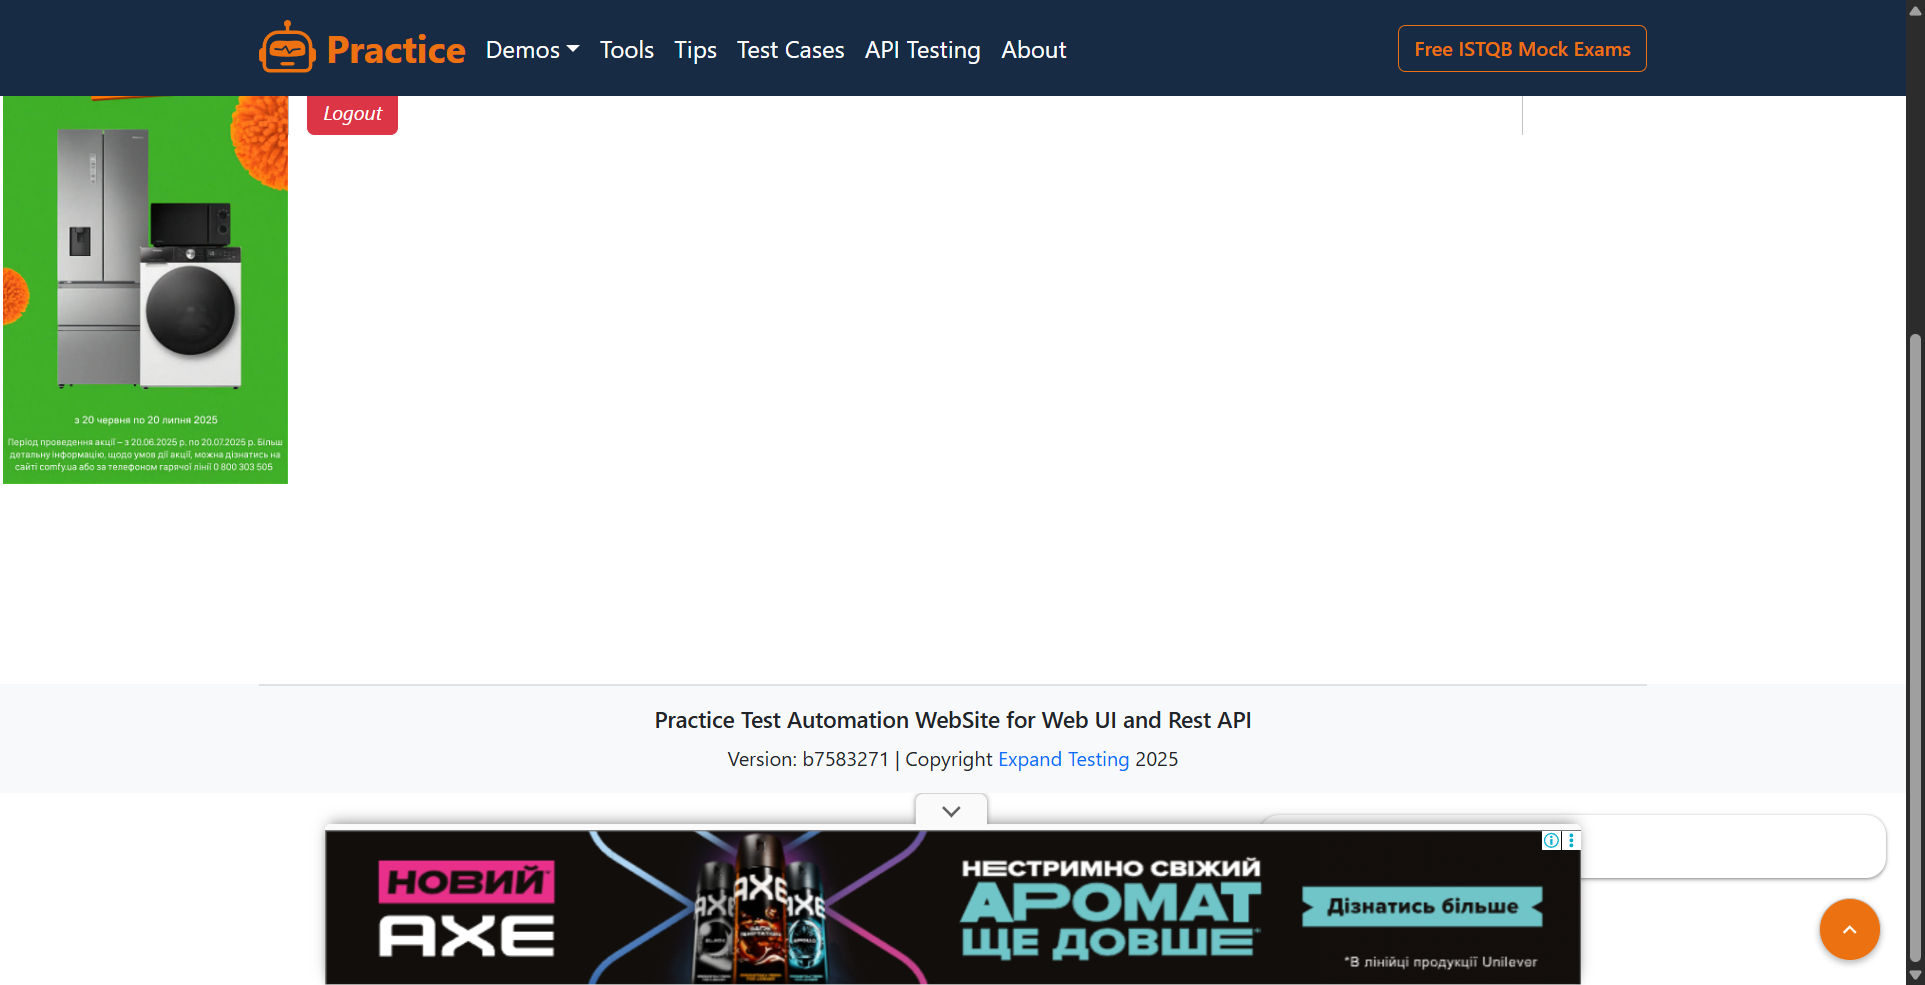 Practice
Demos
Tools
Tips
Test Cases
API Testing
About
Free ISTQB Mock Exams
Logout
з 20 червня по 20 липня 2025
Період проведення акції – з 20.06.2025 р. по 20.07.2025 р. Більш
детальну інформацію, щодо умов дії акції, можна дізнатись на
сайті comfy.ua або за телефоном гарячої лінії 0 800 303 505
Practice Test Automation WebSite for Web UI and Rest API
Version: b7583271 | Copyright Expand Testing 2025
НОВИЙ*
AXE
AXE
AXE
AXE
BLACK
НЕСТРИМНО СВІЖИЙ
АРОМАТ
ЩЕ ДОВШЕ*
Дізнатись більше
*В лінійці продукції Unilever